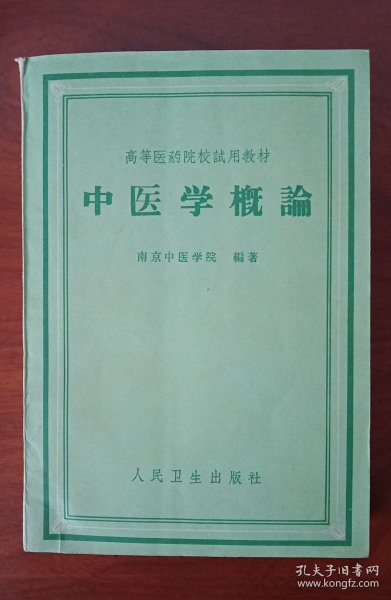 高等医药院校試用教材
中医学概論
南京中医学院 編著
人民卫生出版社
孔夫子旧书网
www.kongfz.com